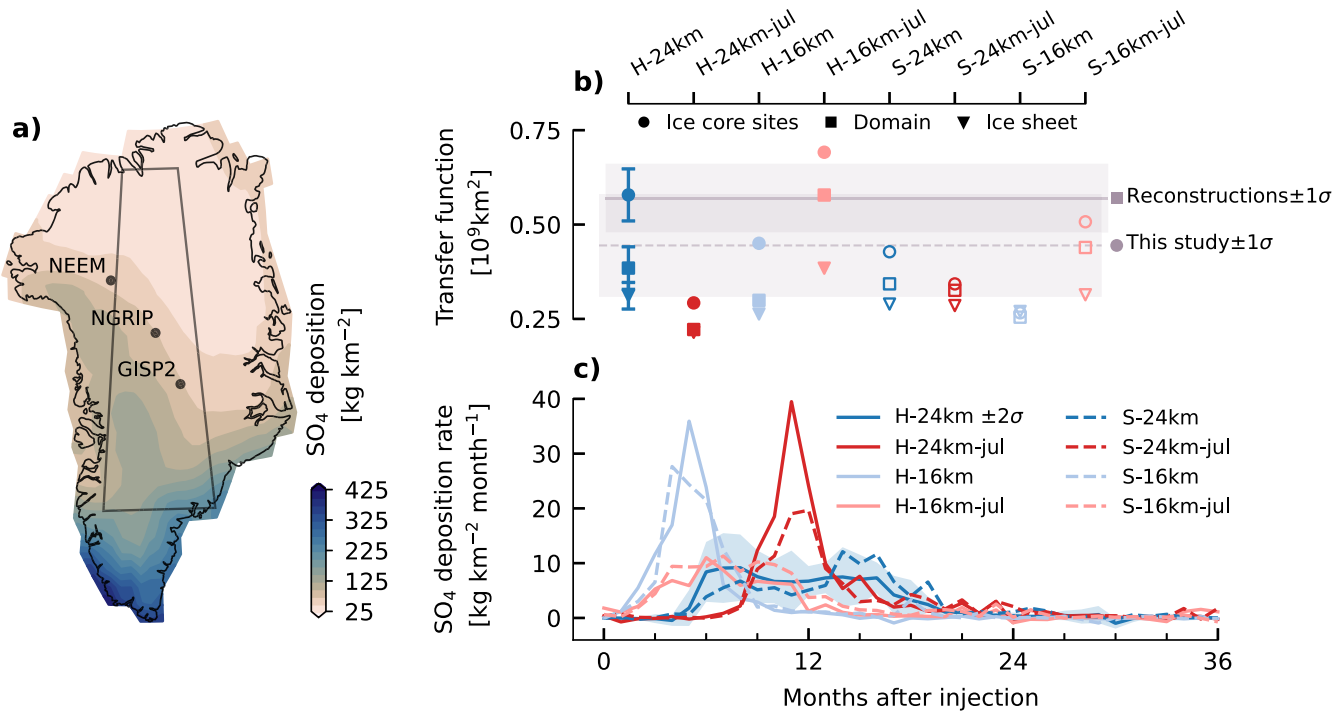 a)
NEEM
NGRIP
GISP2
SO₄ deposition
[kg km⁻²]
425
325
225
125
25
H-24km
H-24km-jul
H-16km
H-16km-jul
S-24km
S-24km-jul
S-16km
S-16km-jul
b)
Ice core sites
Domain
Ice sheet
Transfer function
[10⁹km²]
0.75
0.50
0.25
Reconstructions±1σ
This study±1σ
c)
SO₄ deposition rate
[kg km⁻² month⁻¹]
40
30
20
10
0
H-24km ±2σ
H-24km-jul
H-16km
H-16km-jul
S-24km
S-24km-jul
S-16km
S-16km-jul
0
12
24
36
Months after injection